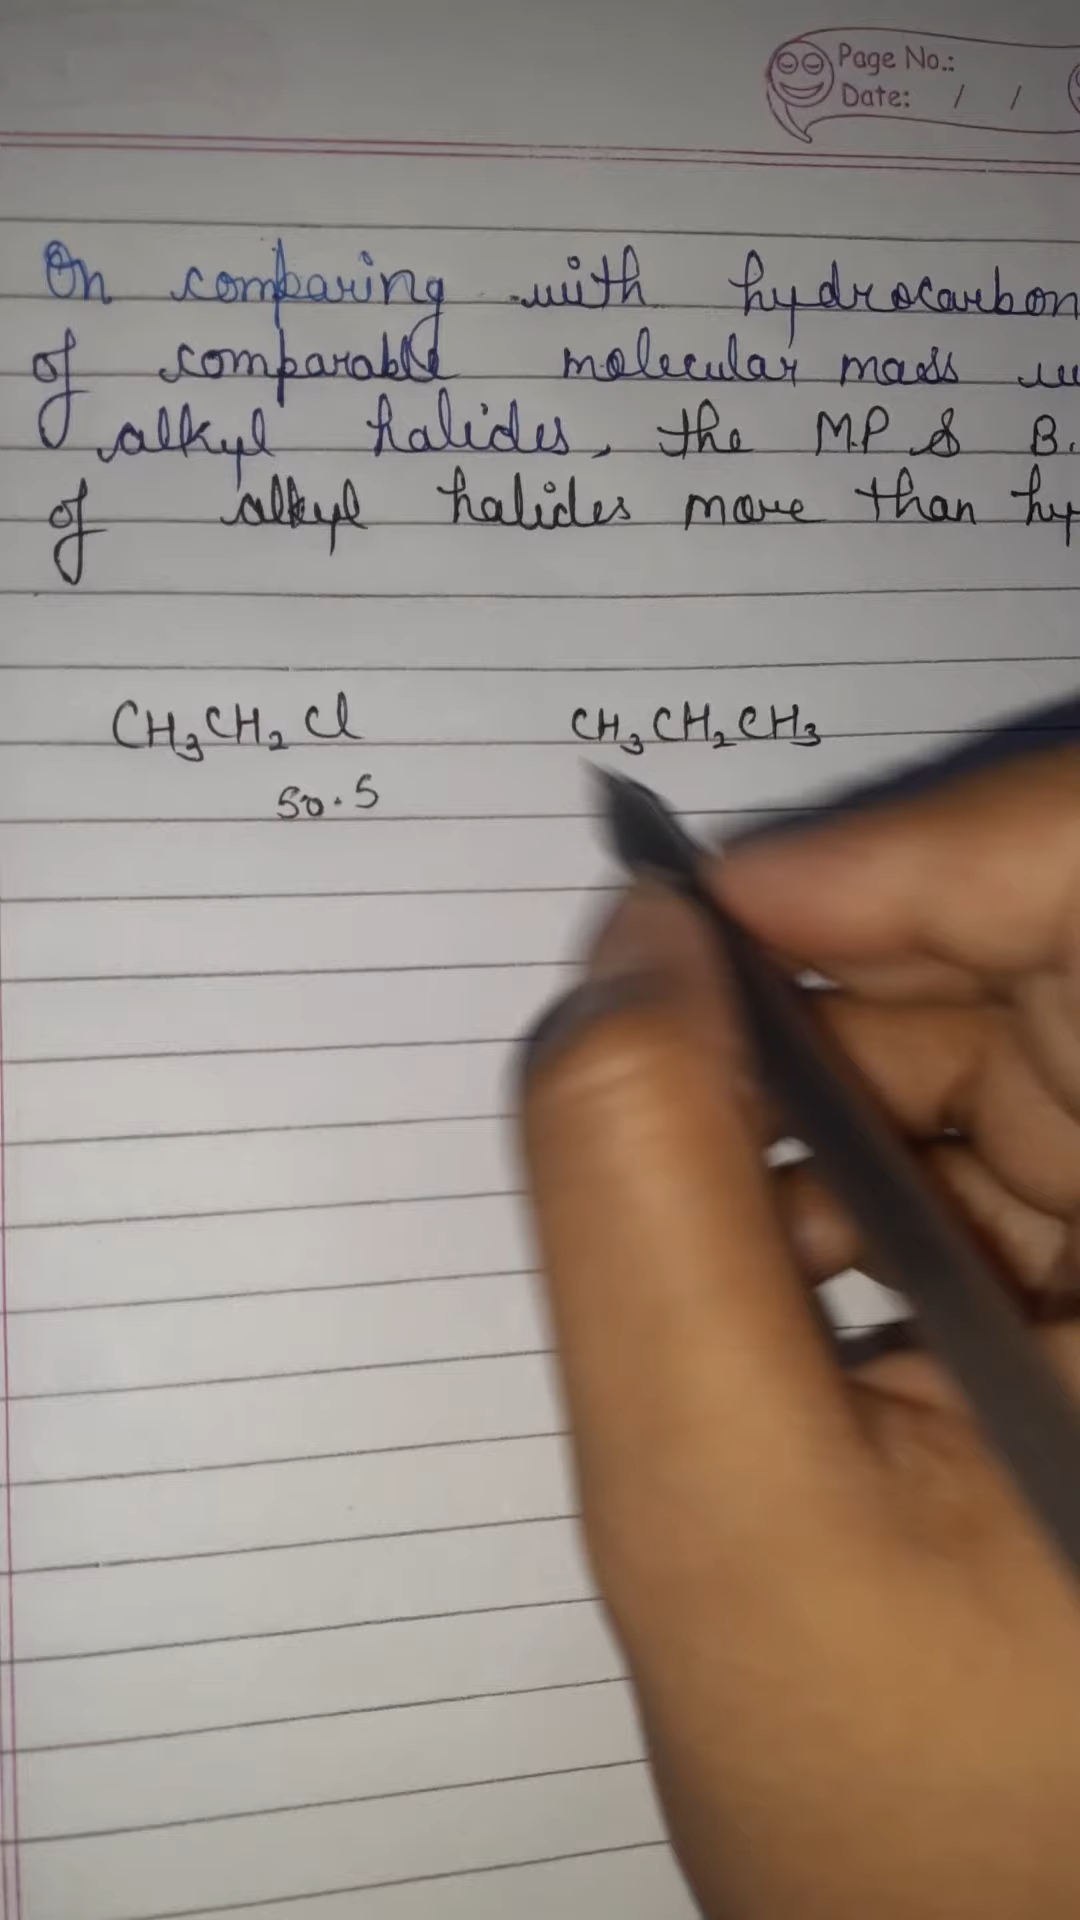 Page No.:
Date: / /
On comparing with hydrocarbon
of comparable molecular mass
alkyl halides, the M.P & B.
of alkyl halides more than hy
CH₃CH₂Cl CH₃CH₂CH₃
50.5